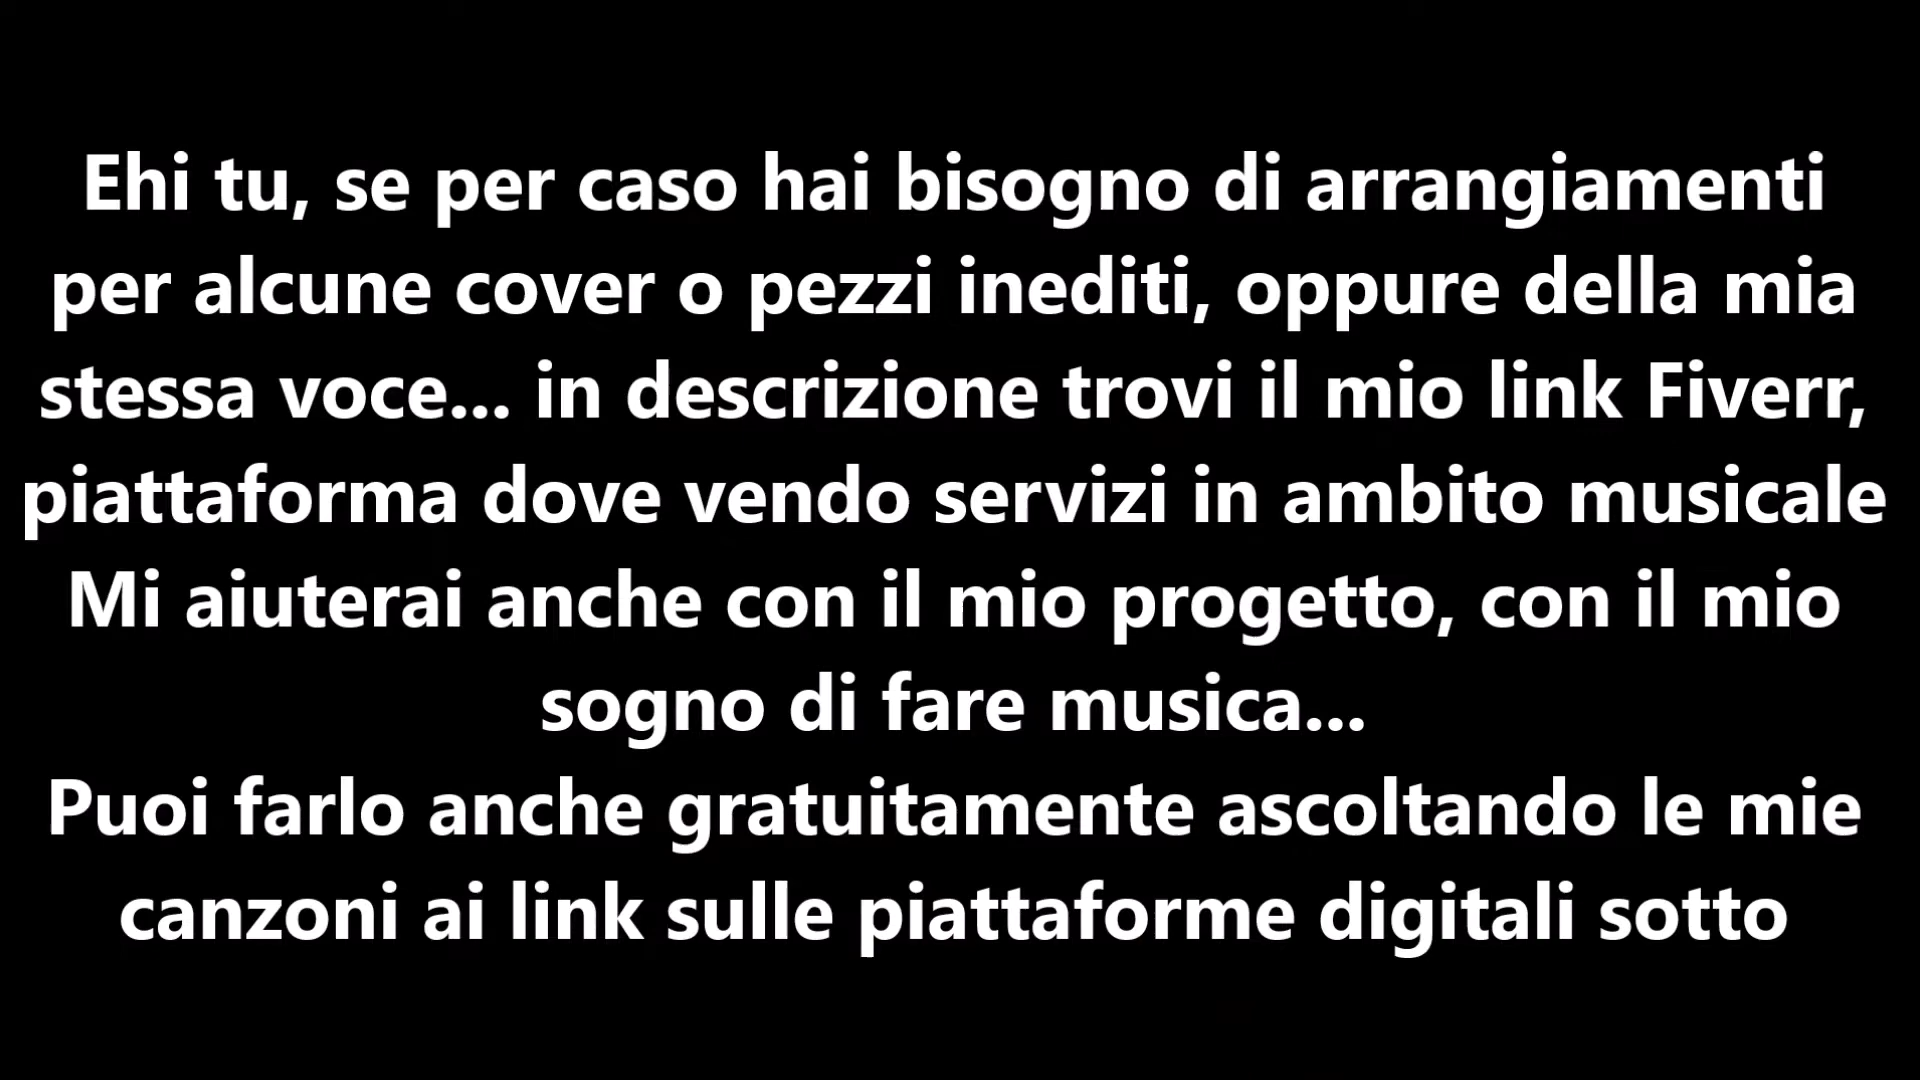 Ehi tu, se per caso hai bisogno di arrangiamenti
per alcune cover o pezzi inediti, oppure della mia
stessa voce... in descrizione trovi il mio link Fiverr,
piattaforma dove vendo servizi in ambito musicale
Mi aiuterai anche con il mio progetto, con il mio
sogno di fare musica...
Puoi farlo anche gratuitamente ascoltando le mie
canzoni ai link sulle piattaforme digitali sotto